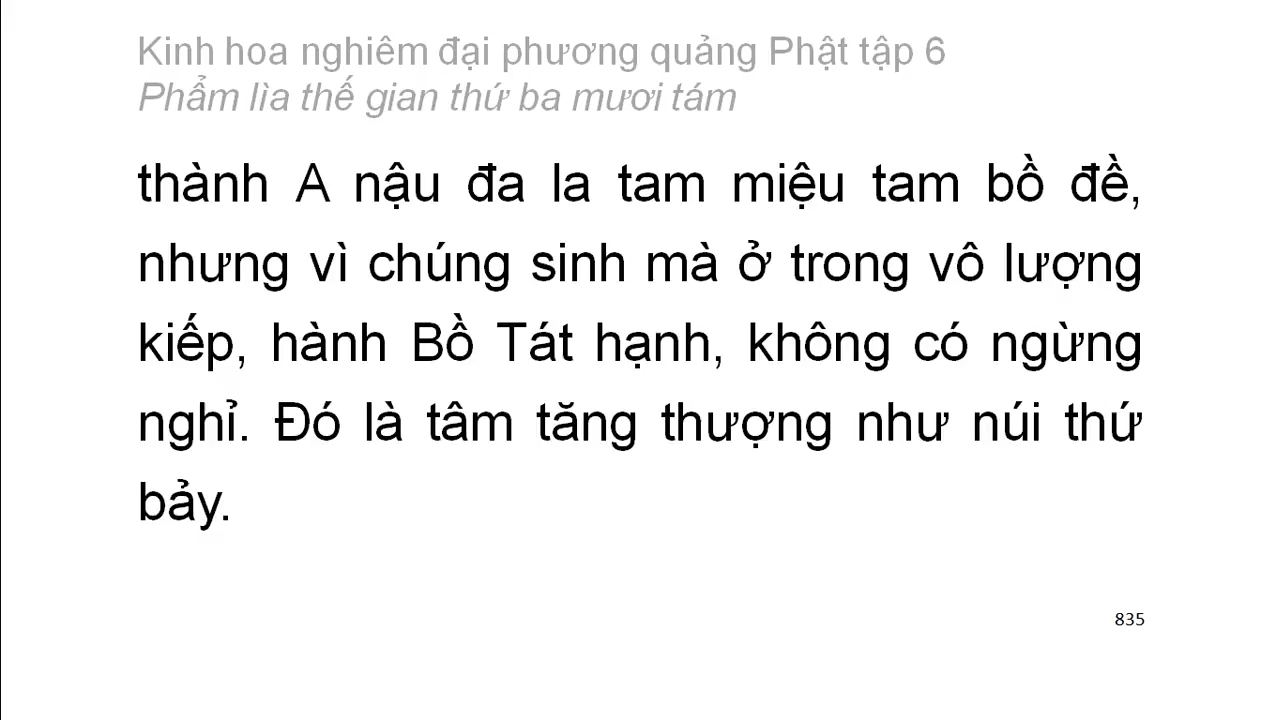 Kinh hoa nghiêm đại phương quảng Phật tập 6
Phẩm lìa thế gian thứ ba mươi tám
thành A nậu đa la tam miệu tam bồ đề,
nhưng vì chúng sinh mà ở trong vô lượng
kiếp, hành Bồ Tát hạnh, không có ngừng
nghỉ. Đó là tâm tăng thượng như núi thứ
bảy.
835